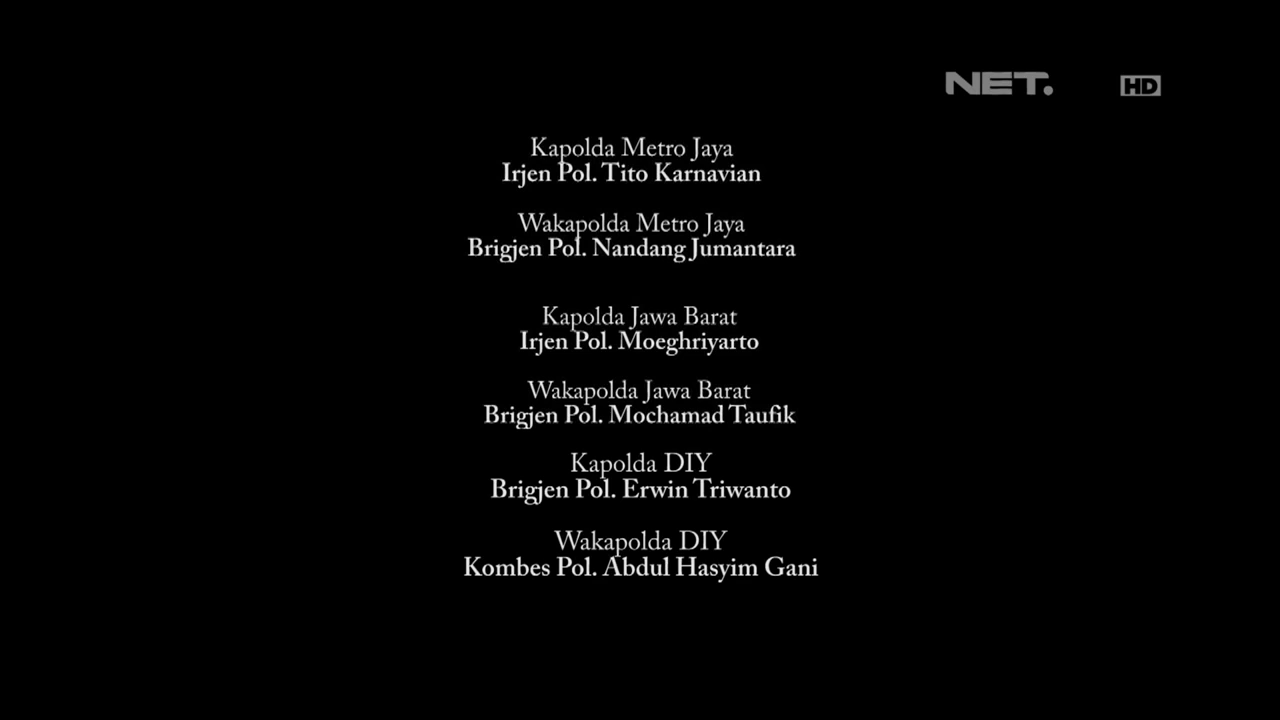 NET.
HD
Kapolda Metro Jaya
Irjen Pol. Tito Karnavian
Wakapolda Metro Jaya
Brigjen Pol. Nandang Jumantara
Kapolda Jawa Barat
Irjen Pol. Moeghriyarto
Wakapolda Jawa Barat
Brigjen Pol. Mochamad Taufik
Kapolda DIY
Brigjen Pol. Erwin Triwanto
Wakapolda DIY
Kombes Pol. Abdul Hasyim Gani